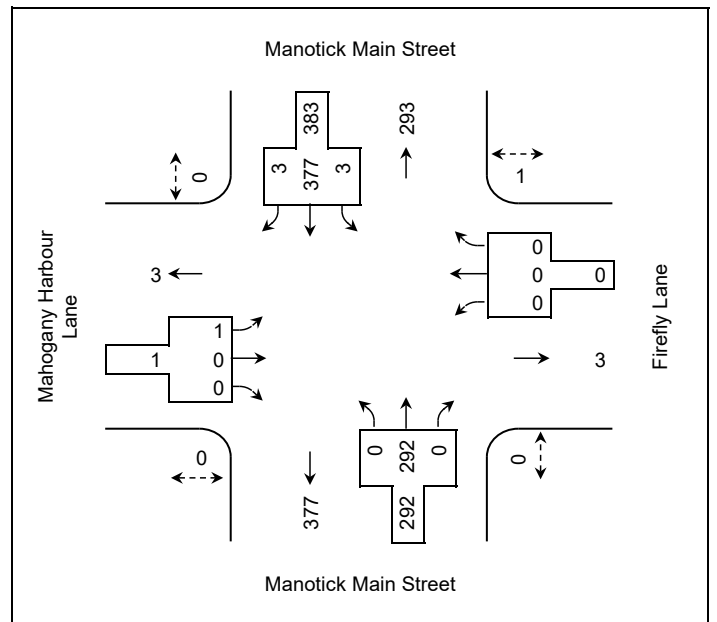 Manotick Main Street
383
293
3 377 3
0
1
Mahogany Harbour
Lane
3
0
0 0
0
Firefly Lane
1
1 0
0
3
0
0 292 0
0
377
292
Manotick Main Street